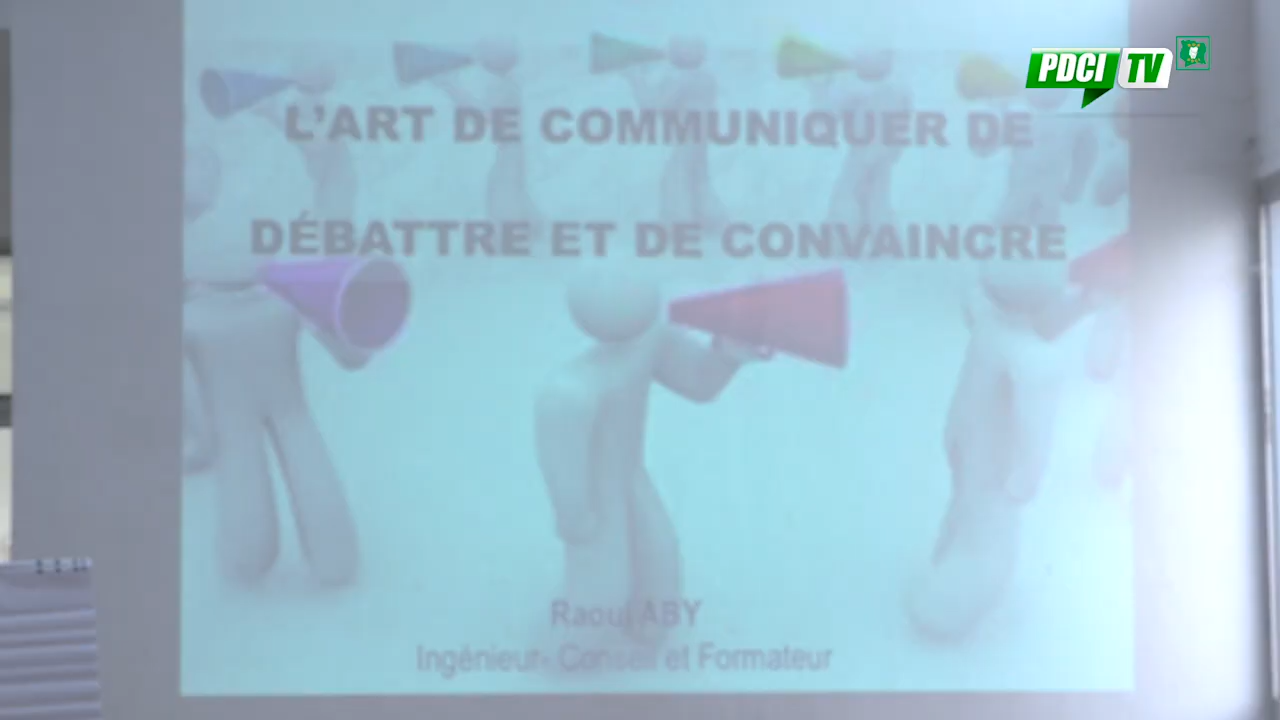 PDCI TV
L'ART DE COMMUNIQUER DE
DÉBATTRE ET DE CONVAINCRE
Raoul ABY
Ingénieur- Conseil et Formateur